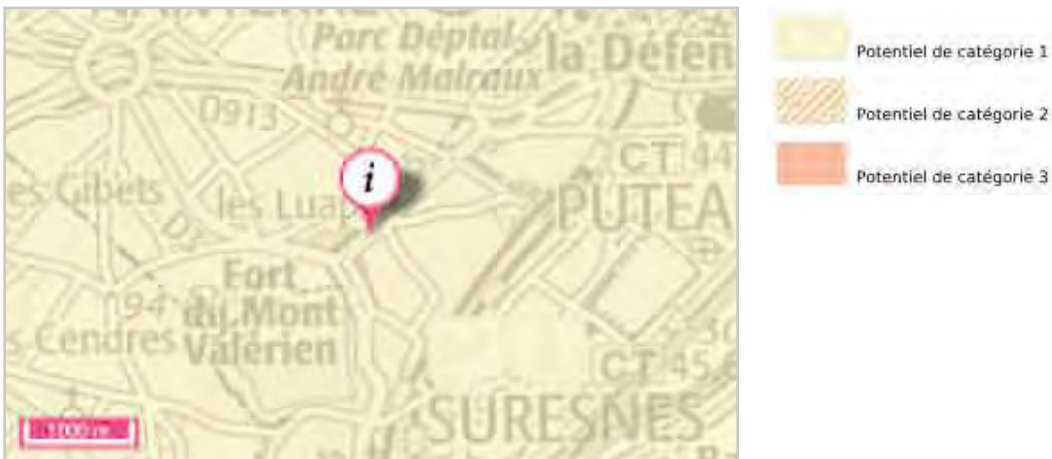 Parc Déptal
André Malraux
la Défen
D913
CT 44
es Gibets
les Lua
PUTEA
D3
Fort
du Mont
Valérien
94
s Cendres
CT 45
SURESNES
1000 m
i
Potentiel de catégorie 1
Potentiel de catégorie 2
Potentiel de catégorie 3